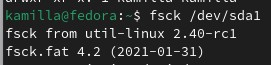 kamilla@fedora:~$ fsck /dev/sda1
fsck from util-linux 2.40-rc1
fsck.fat 4.2 (2021-01-31)